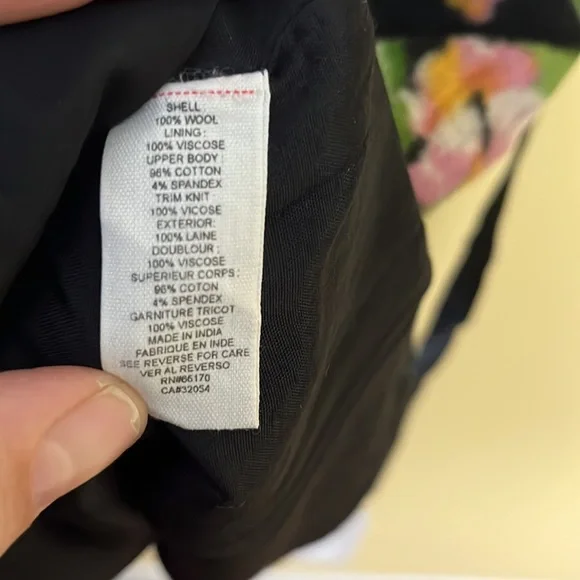 SHELL
100% WOOL
LINING:
100% VISCOSE
UPPER BODY:
96% COTTON
4% SPANDEX
TRIM KNIT
100% VICOSE
EXTERIOR:
100% LAINE
DOUBLOUR:
100% VISCOSE
SUPERIEUR CORPS:
96% COTON
4% SPENDEX
GARNITURE TRICOT
100% VISCOSE
MADE IN INDIA
FABRIQUE EN INDE
SEE REVERSE FOR CARE
VER AL REVERSO
RN#66170
CA#32054